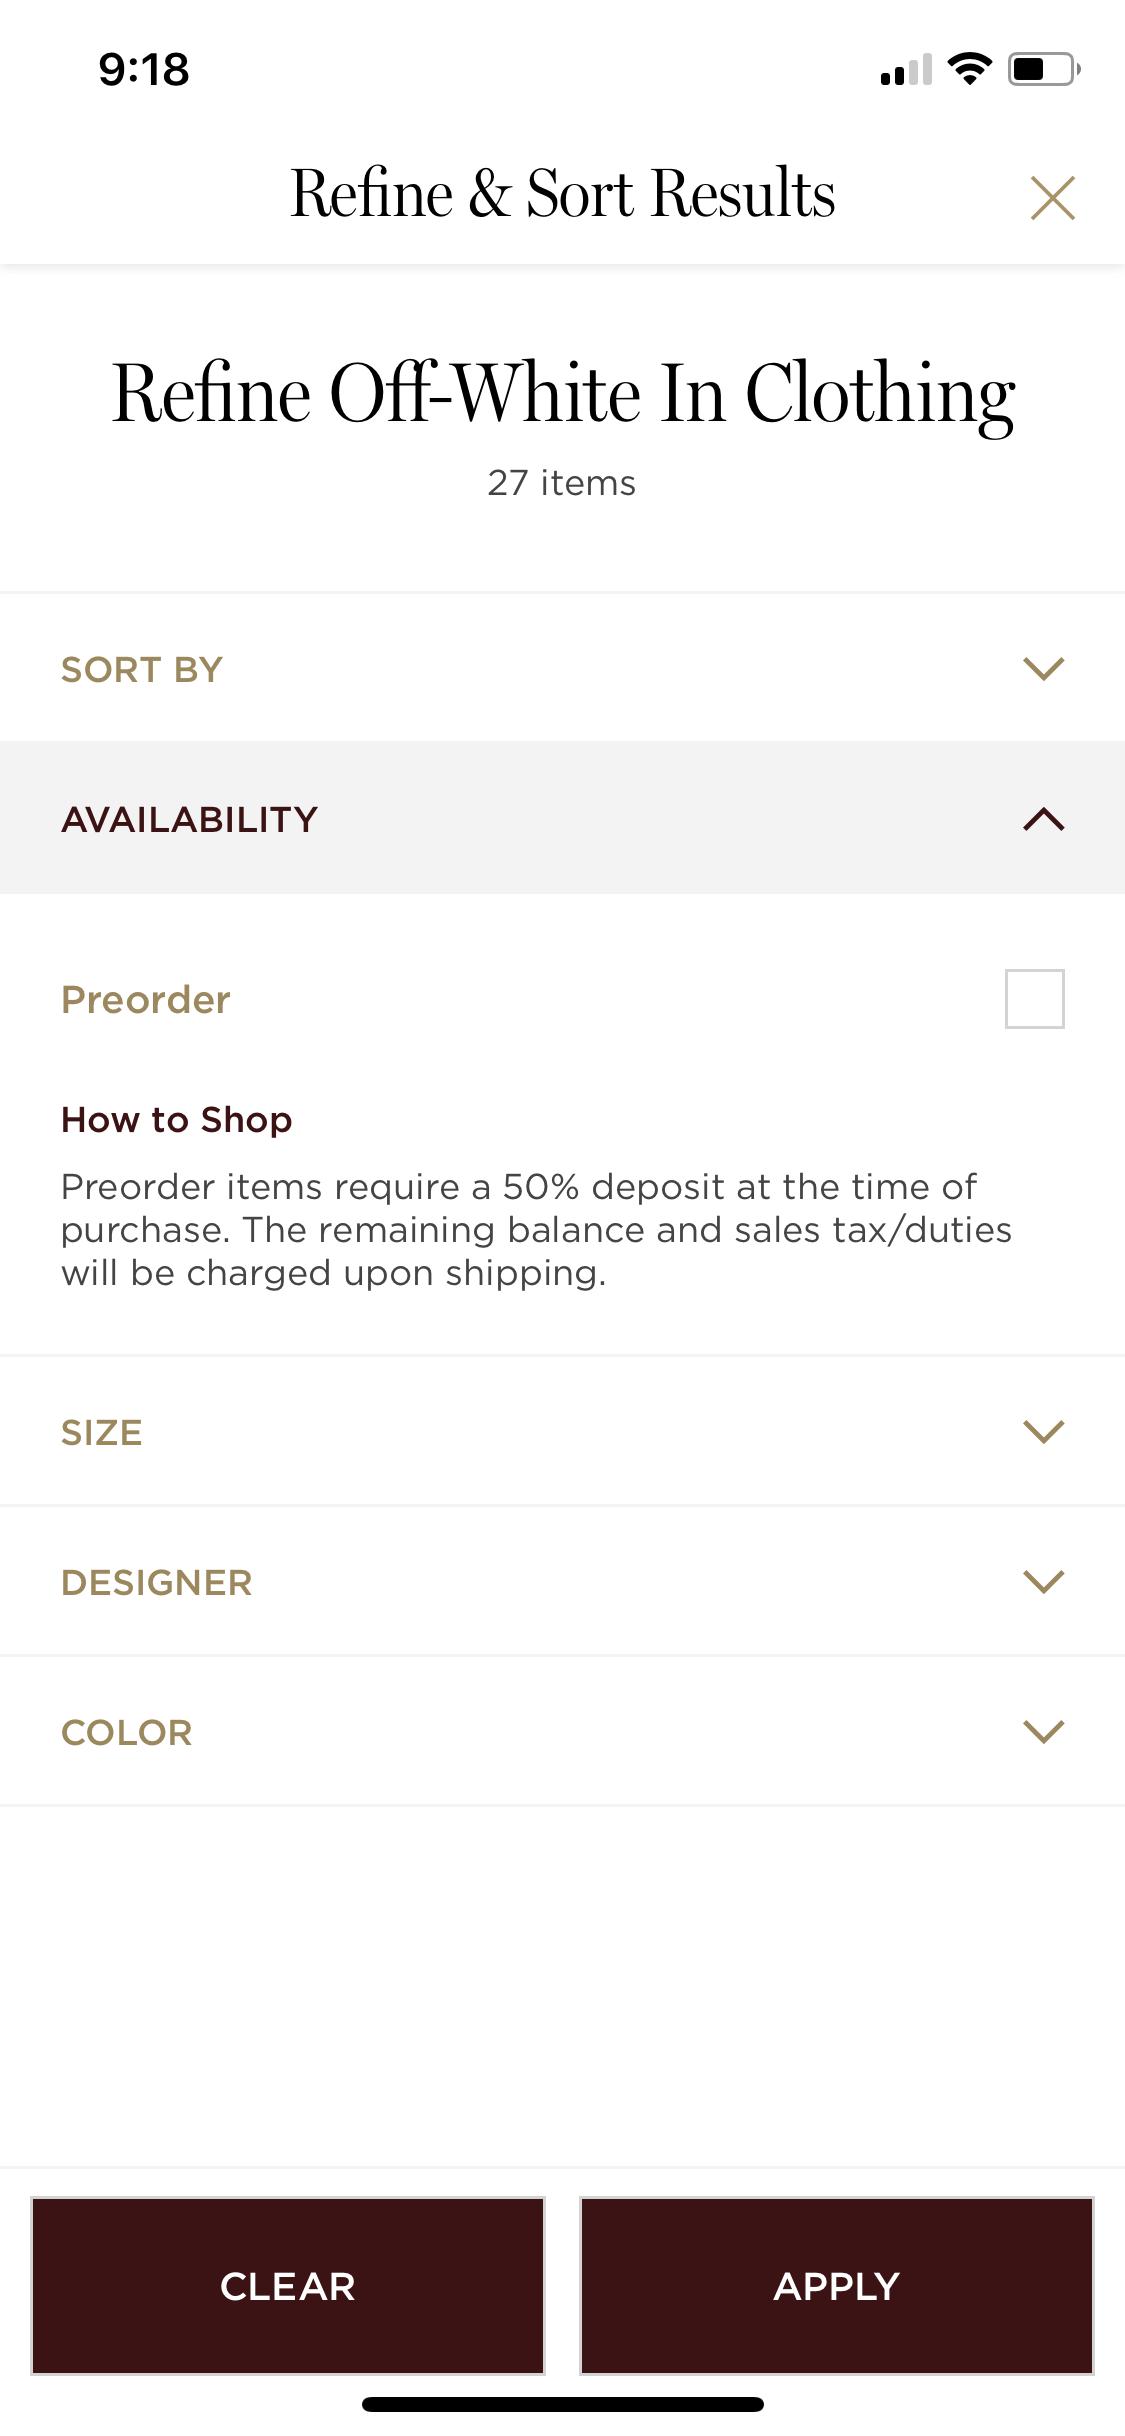 9:18
Refine & Sort Results
Refine Off-White In Clothing
27 items
SORT BY
AVAILABILITY
Preorder
How to Shop
Preorder items require a 50% deposit at the time of
purchase. The remaining balance and sales tax/duties
will be charged upon shipping.
SIZE
DESIGNER
COLOR
CLEAR
APPLY